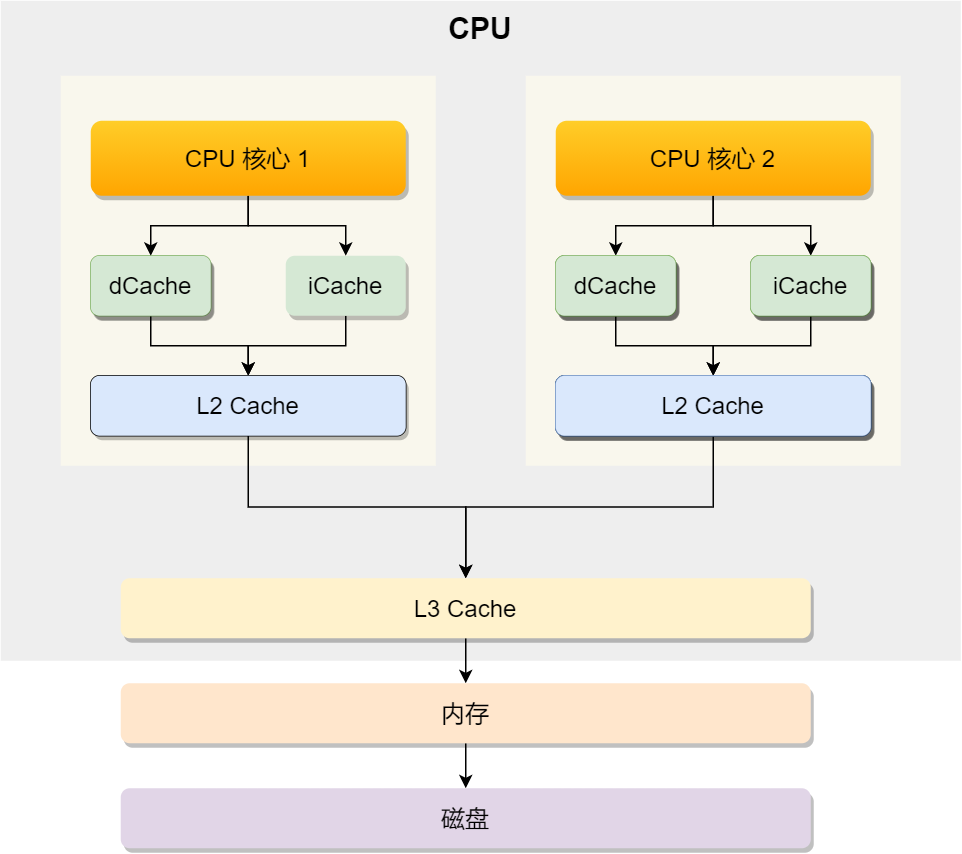 CPU
CPU 核心 1
CPU 核心 2
dCache
iCache
dCache
iCache
L2 Cache
L2 Cache
L3 Cache
内存
磁盘